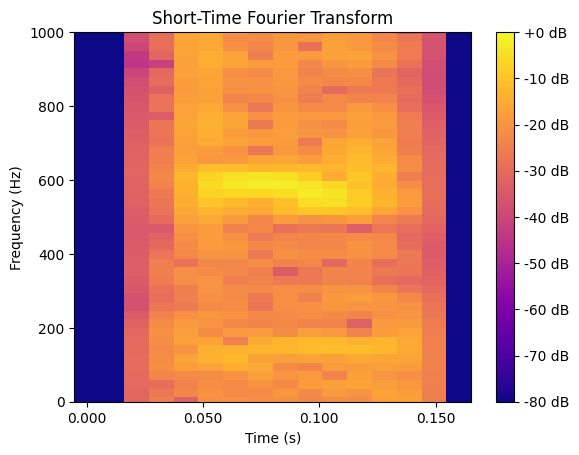 Short-Time Fourier Transform
1000
800
600
400
200
0
Frequency (Hz)
0.000
0.050
0.100
0.150
Time (s)
+0 dB
-10 dB
-20 dB
-30 dB
-40 dB
-50 dB
-60 dB
-70 dB
-80 dB